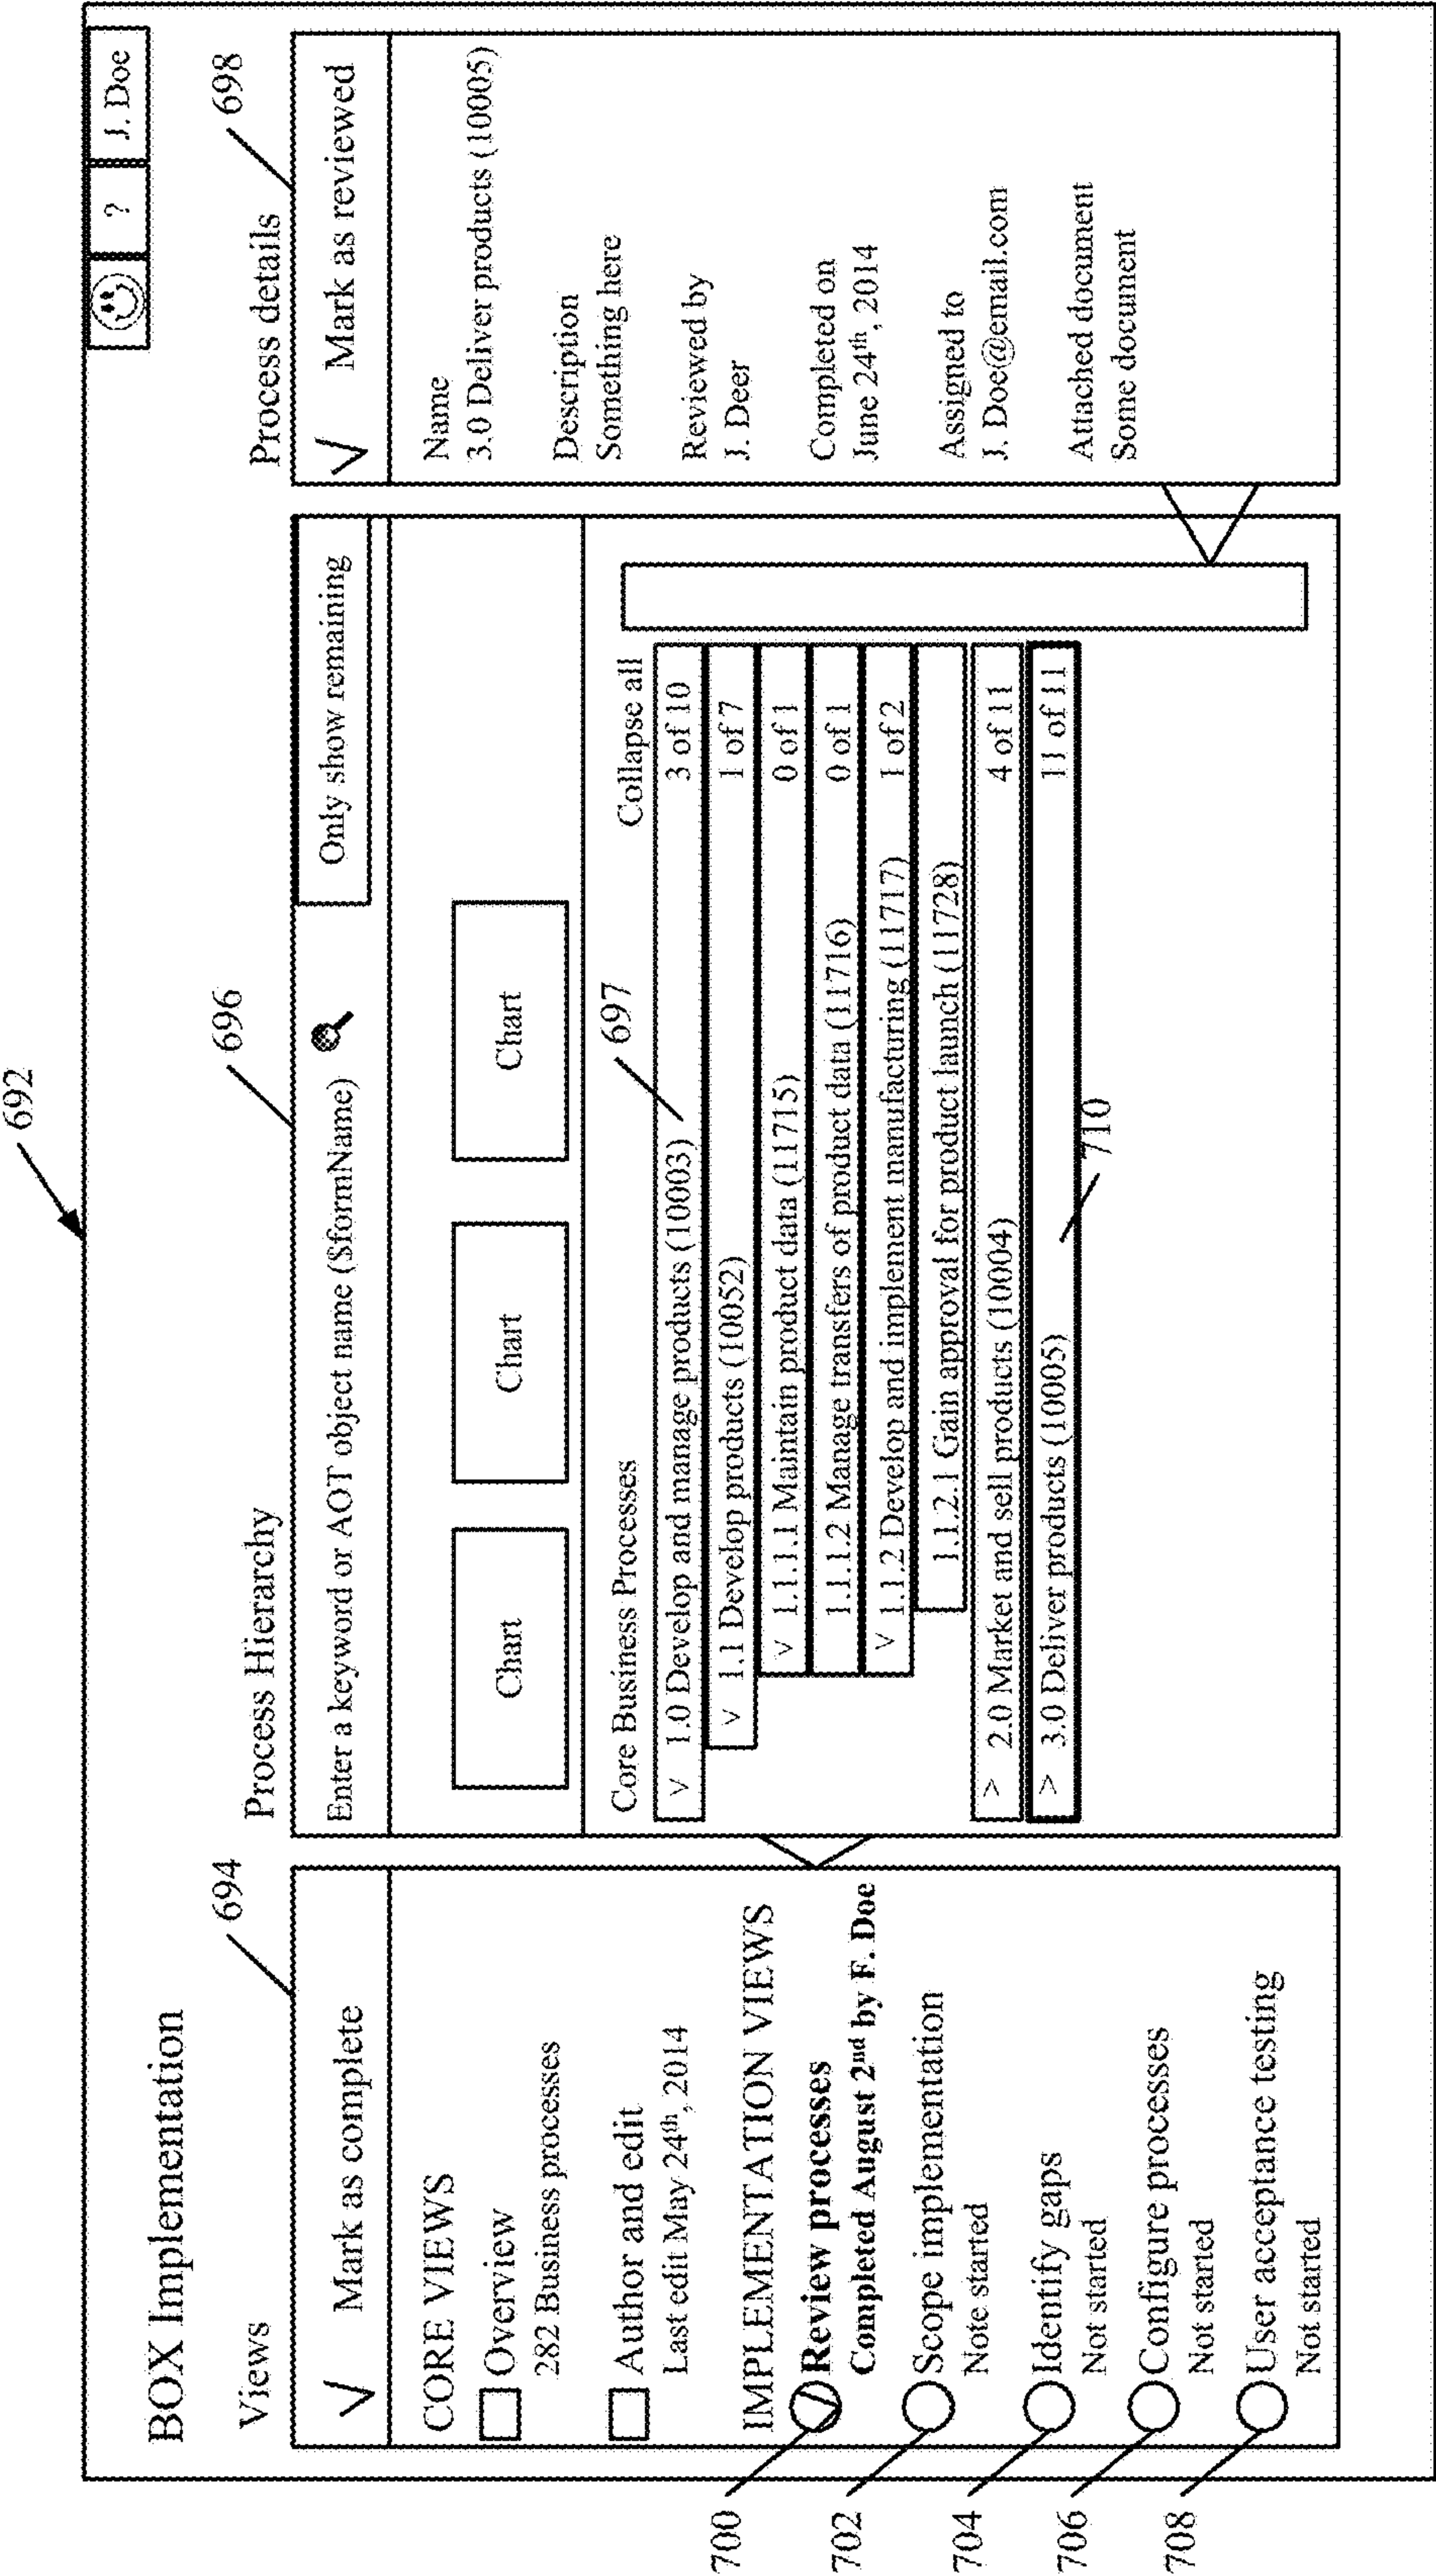 692
J. Doe
?
BOX Implementation
Views
694
√ Mark as complete
CORE VIEWS
Overview
282 Business processes
Author and edit
Last edit May 24th, 2014
IMPLEMENTATION VIEWS
700
Review processes
Completed August 2nd by F. Doe
702
Scope implementation
Note started
704
Identify gaps
Not started
706
Configure processes
Not started
708
User acceptance testing
Not started
Process Hierarchy
696
Enter a keyword or AOT object name ($formName)
Only show remaining
Chart
Chart
Chart
697
Core Business Processes
Collapse all
v 1.0 Develop and manage products (10003) 3 of 10
v 1.1 Develop products (10052) 1 of 7
v 1.1.1.1 Maintain product data (11715) 0 of 1
1.1.1.2 Manage transfers of product data (11716) 0 of 1
v 1.1.2 Develop and implement manufacturing (11717) 1 of 2
1.1.2.1 Gain approval for product launch (11728)
> 2.0 Market and sell products (10004) 4 of 11
> 3.0 Deliver products (10005) 11 of 11
710
Process details
698
√ Mark as reviewed
Name
3.0 Deliver products (10005)
Description
Something here
Reviewed by
J. Deer
Completed on
June 24th, 2014
Assigned to
J. Doe@email.com
Attached document
Some document